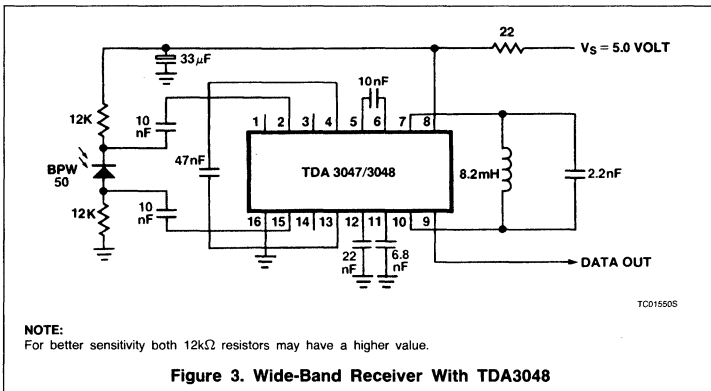 22
V_S = 5.0 VOLT
33µF
10nF
12K
10
nF
1 2 3 4 5 6 7 8
BPW
50
47nF
TDA 3047/3048
8.2mH
2.2nF
12K
10
nF
16 15 14 13 12 11 10 9
22
nF
6.8
nF
DATA OUT
TC01550S
NOTE:
For better sensitivity both 12kΩ resistors may have a higher value.
Figure 3. Wide-Band Receiver With TDA3048